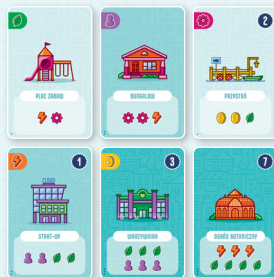 2
PLAC ZABAW
BUNGALOW
PRZYSTAŃ
1
3
7
START-UP
WARZYWNIAK
OGRÓD BOTANICZNY